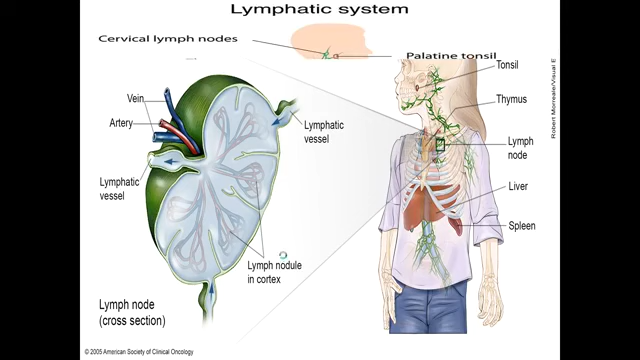 Lymphatic system
Cervical lymph nodes
Palatine tonsil
Tonsil
Vein
Thymus
Artery
Lymphatic
vessel
Lymph
node
Lymphatic
vessel
Liver
Spleen
Lymph nodule
in cortex
Lymph node
(cross section)
© 2005 American Society of Clinical Oncology
Robert Morreale/Visual E